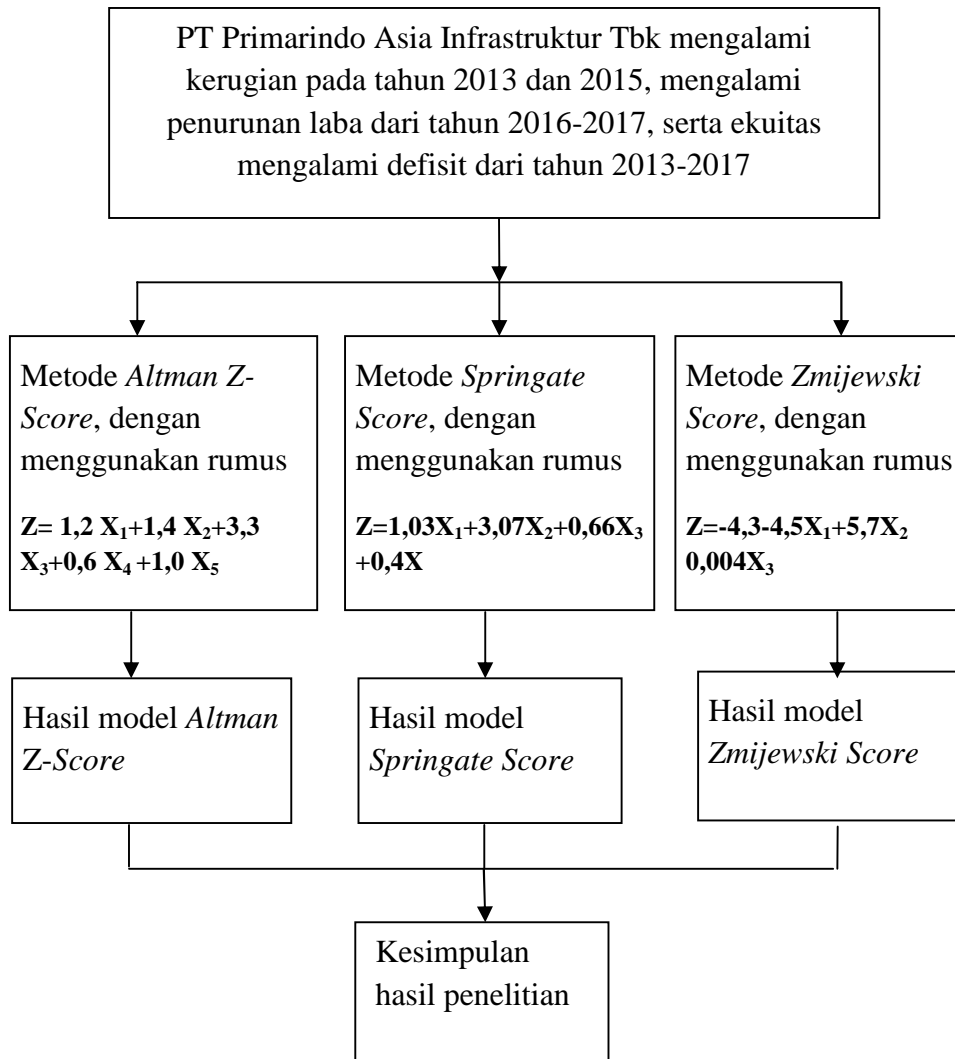 PT Primarindo Asia Infrastruktur Tbk mengalami
kerugian pada tahun 2013 dan 2015, mengalami
penurunan laba dari tahun 2016-2017, serta ekuitas
mengalami defisit dari tahun 2013-2017
Metode Altman Z-
Score, dengan
menggunakan rumus
Z= 1,2 X₁+1,4 X₂+3,3
X₃+0,6 X₄ +1,0 X₅
Metode Springate
Score, dengan
menggunakan rumus
Z=1,03X₁+3,07X₂+0,66X₃
+0,4X
Metode Zmijewski
Score, dengan
menggunakan rumus
Z=-4,3-4,5X₁+5,7X₂
0,004X₃
Hasil model Altman
Z-Score
Hasil model
Springate Score
Hasil model
Zmijewski Score
Kesimpulan
hasil penelitian